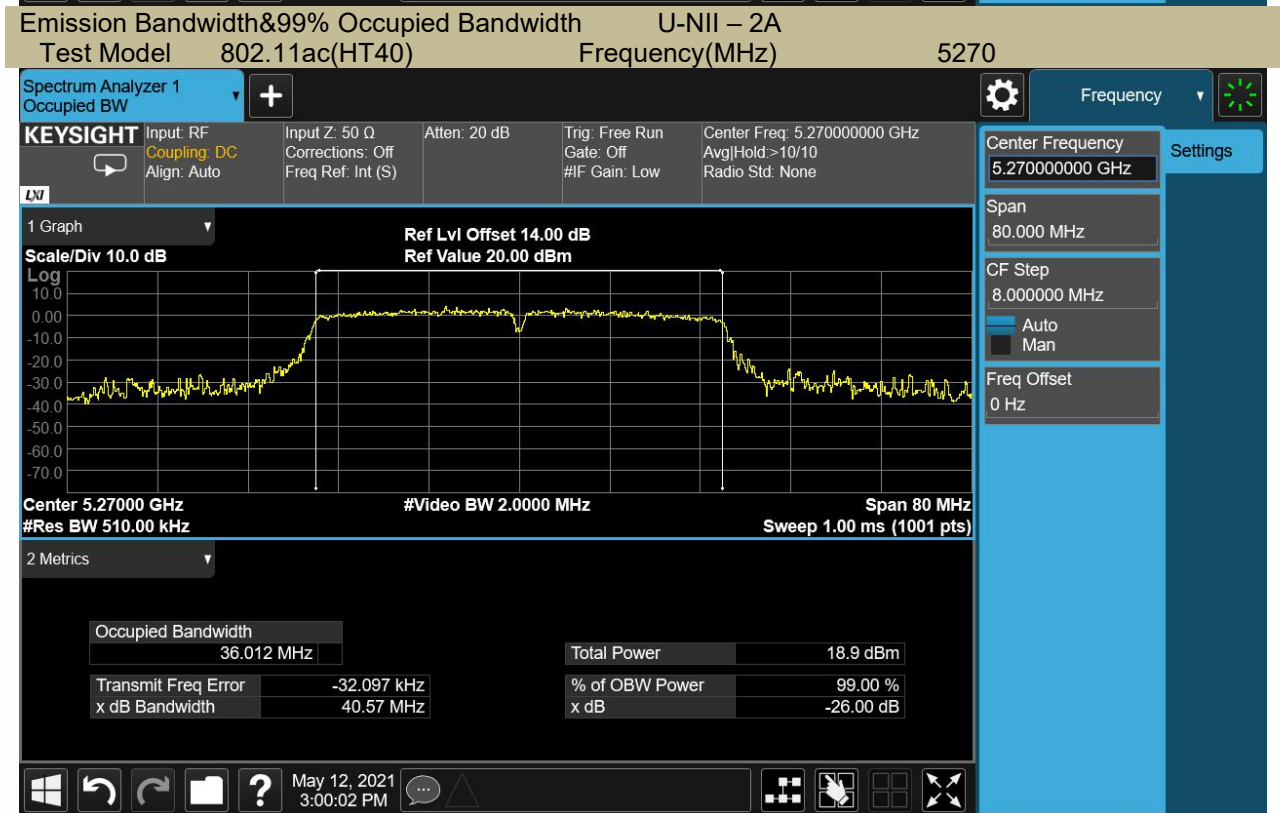 Emission Bandwidth&99% Occupied Bandwidth U-NII – 2A
Test Model 802.11ac(HT40) Frequency(MHz) 5270
Spectrum Analyzer 1
Occupied BW
+
Frequency
KEYSIGHT
LXI
Input: RF
Coupling: DC
Align: Auto
Input Z: 50 Ω
Corrections: Off
Freq Ref: Int (S)
Atten: 20 dB
Trig: Free Run
Gate: Off
#IF Gain: Low
Center Freq: 5.270000000 GHz
Avg|Hold:>10/10
Radio Std: None
Center Frequency
5.270000000 GHz
Settings
Span
80.000 MHz
CF Step
8.000000 MHz
Auto
Man
Freq Offset
0 Hz
1 Graph
Scale/Div 10.0 dB
Ref Lvl Offset 14.00 dB
Ref Value 20.00 dBm
Log
10.0
0.00
-10.0
-20.0
-30.0
-40.0
-50.0
-60.0
-70.0
Center 5.27000 GHz #Video BW 2.0000 MHz Span 80 MHz
#Res BW 510.00 kHz Sweep 1.00 ms (1001 pts)
2 Metrics
Occupied Bandwidth
36.012 MHz
Total Power 18.9 dBm
Transmit Freq Error -32.097 kHz % of OBW Power 99.00 %
x dB Bandwidth 40.57 MHz x dB -26.00 dB
?
May 12, 2021
3:00:02 PM